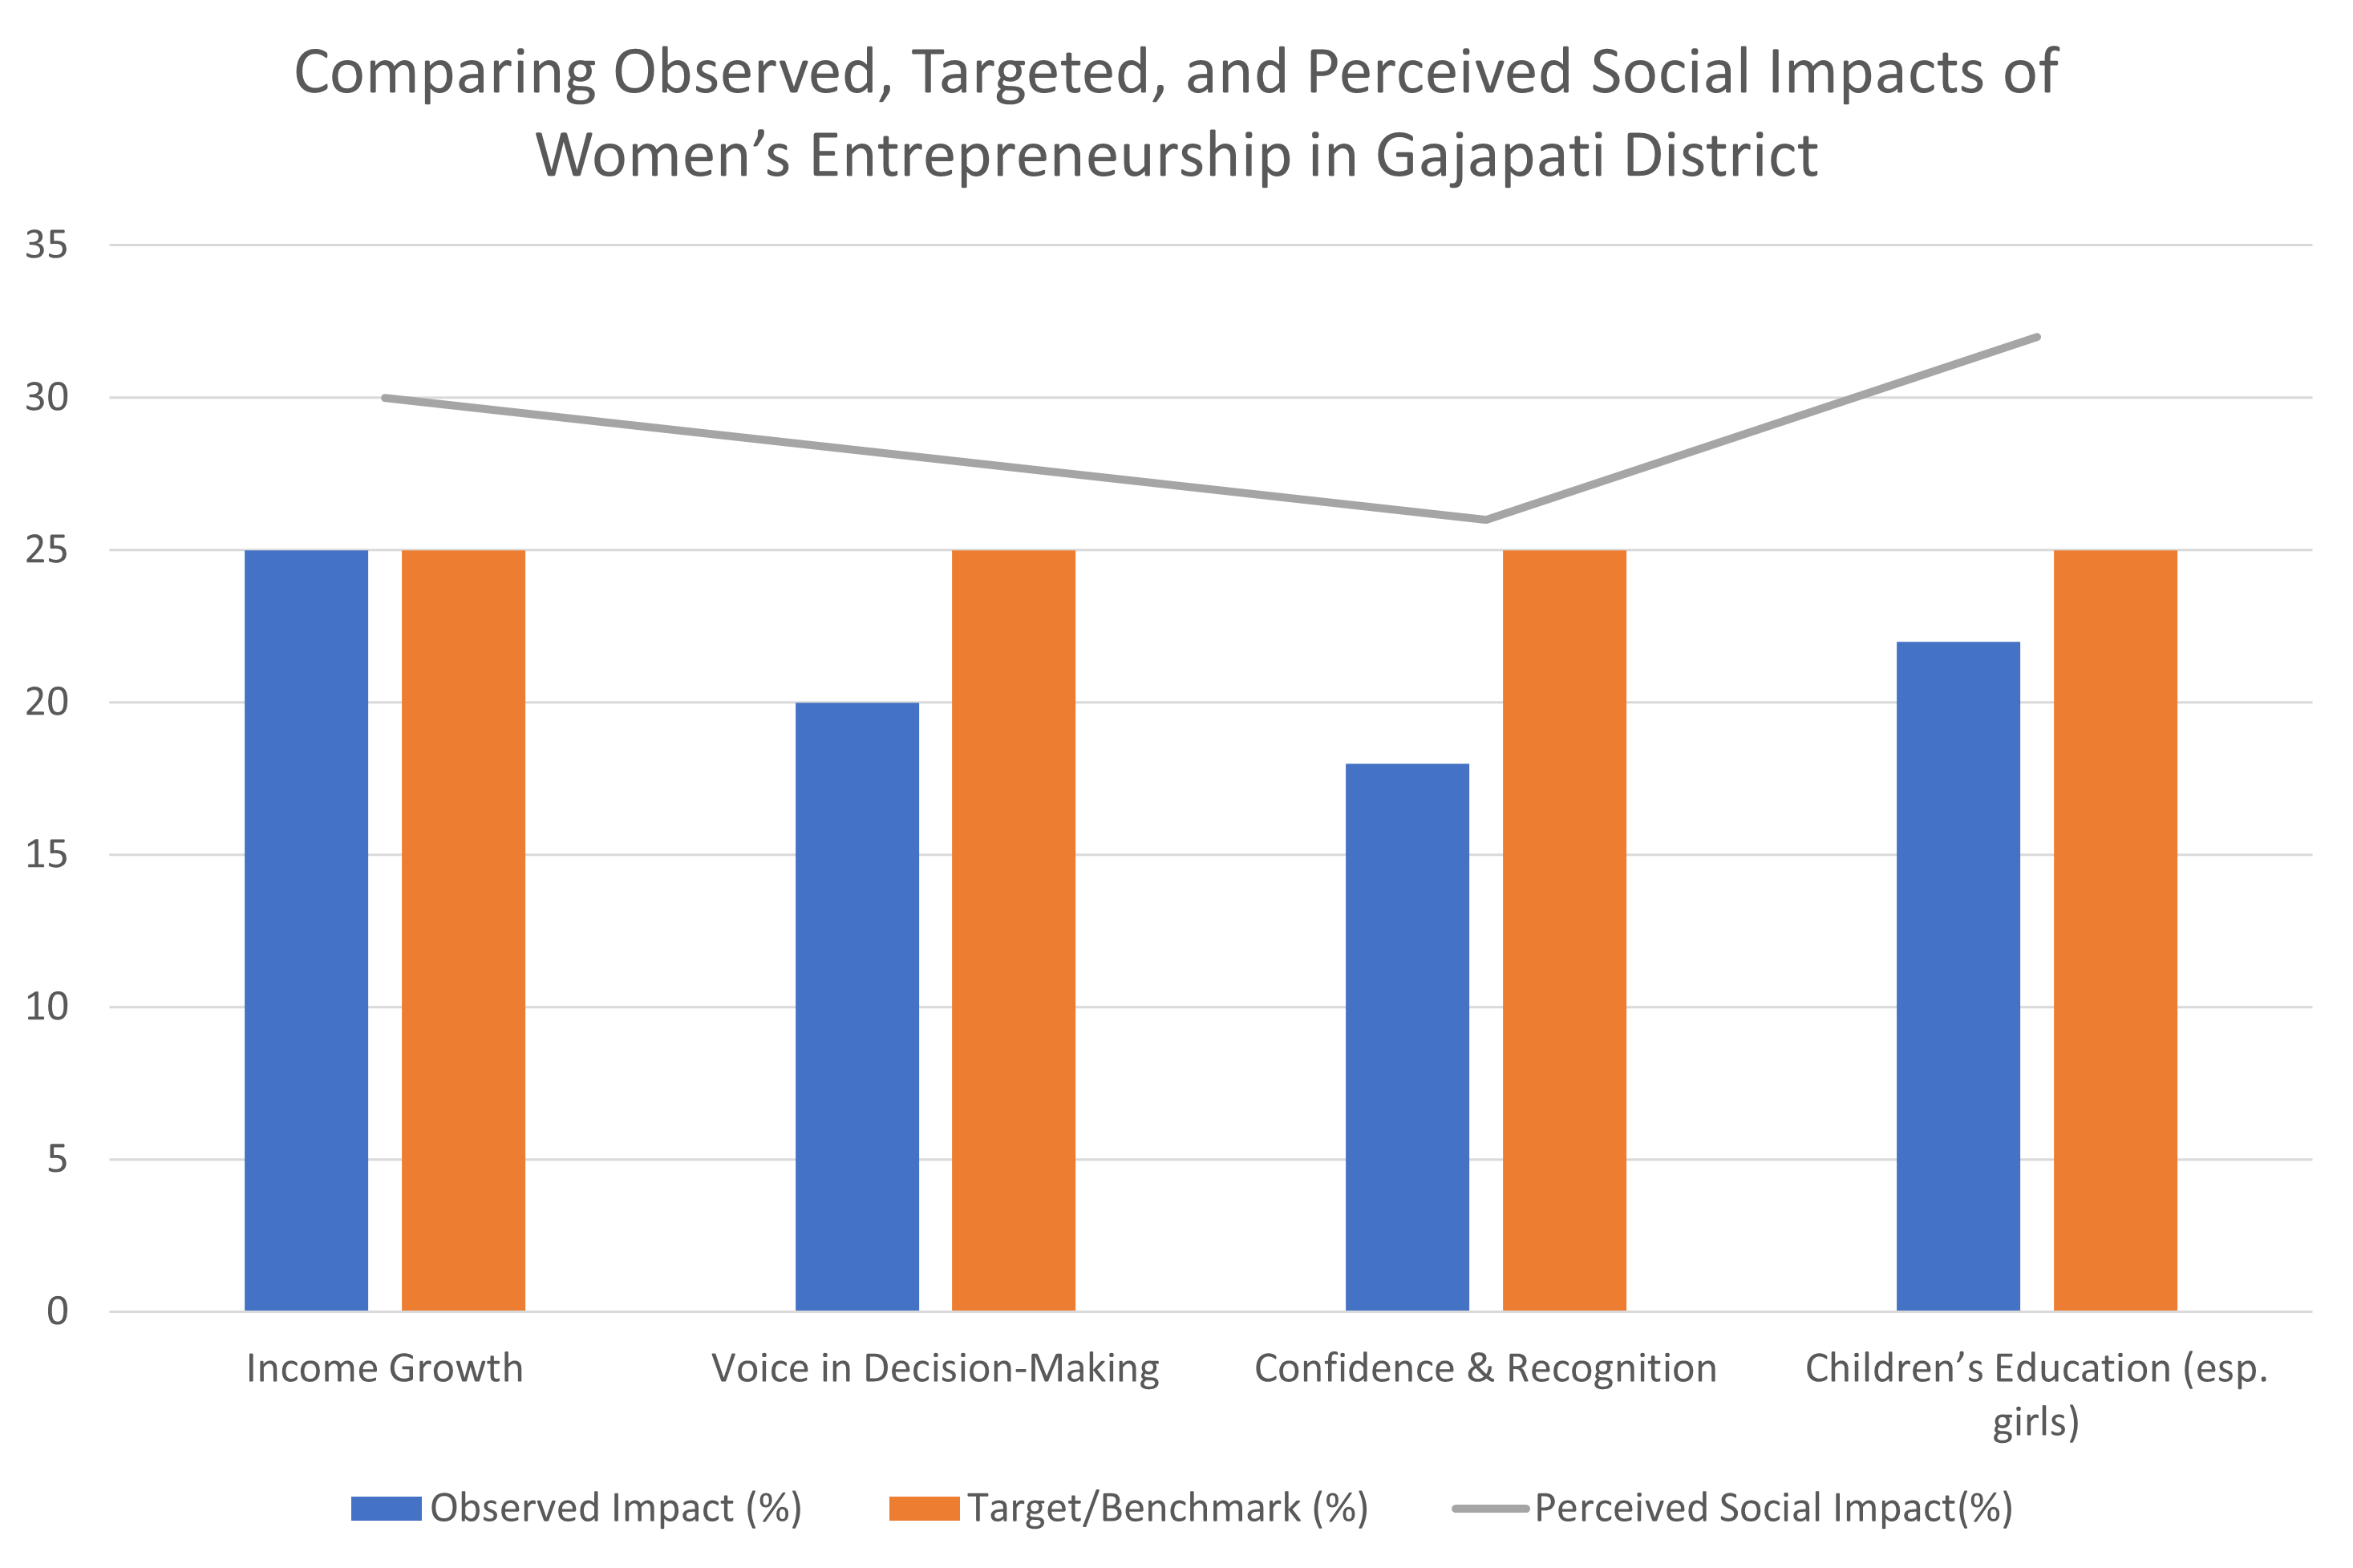 Comparing Observed, Targeted, and Perceived Social Impacts of
Women’s Entrepreneurship in Gajapati District
35
30
25
20
15
10
5
0
Income Growth
Voice in Decision-Making
Confidence & Recognition
Children’s Education (esp.
girls)
Observed Impact (%)
Target/Benchmark (%)
Perceived Social Impact(%)